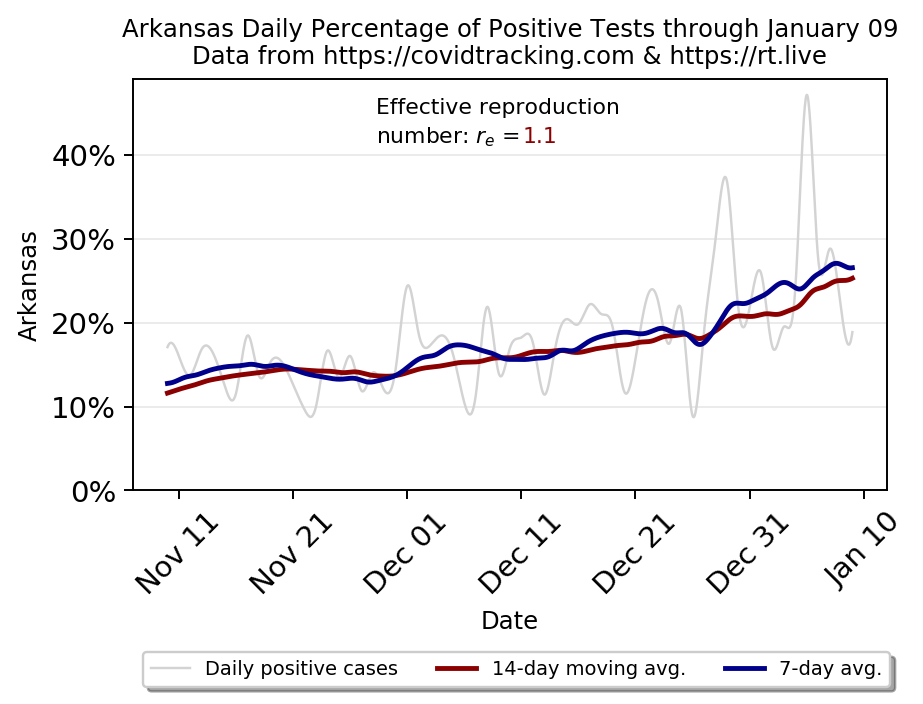 Arkansas Daily Percentage of Positive Tests through January 09
Data from https://covidtracking.com & https://rt.live
Effective reproduction
number: rₑ =1.1
40%
30%
20%
10%
0%
Arkansas
Nov 11
Nov 21
Dec 01
Dec 11
Dec 21
Dec 31
Jan 10
Date
Daily positive cases
14-day moving avg.
7-day avg.